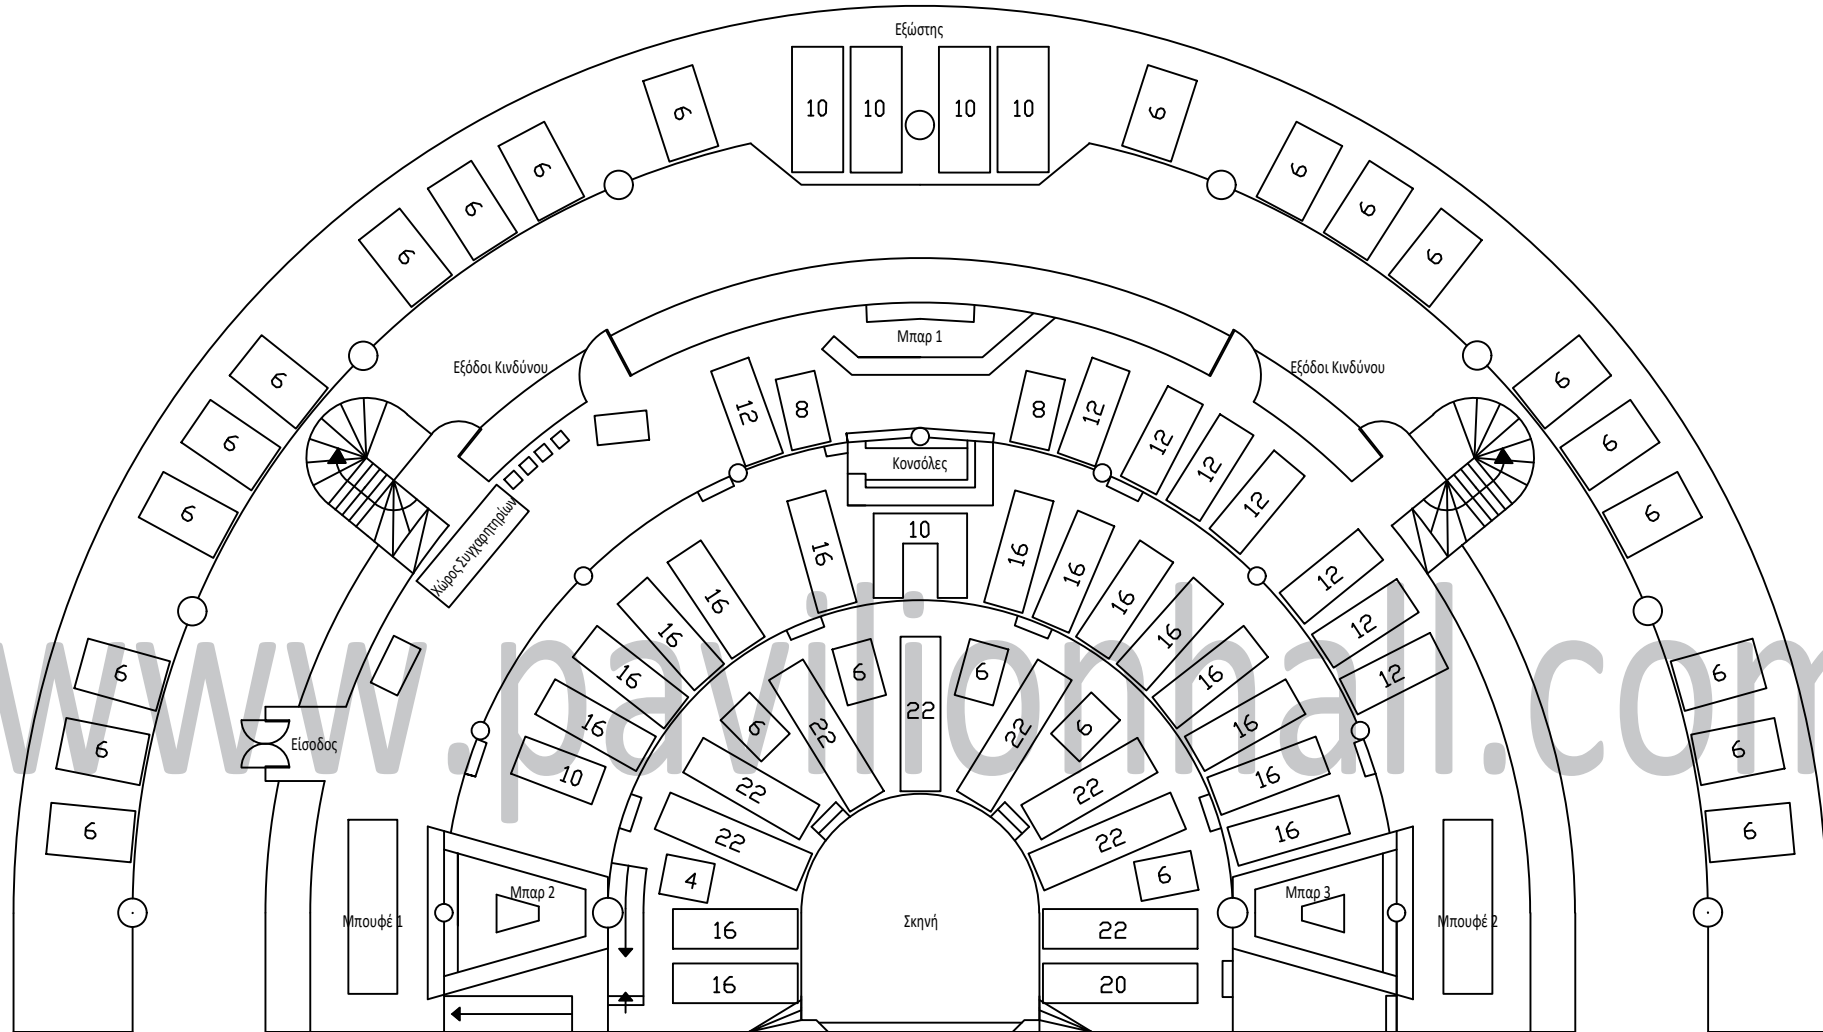 Εξώστης
10 10 10 10
6 6
6 6
6 6
6 6
Μπαρ 1
Εξόδοι Κινδύνου Εξόδοι Κινδύνου
6 6
12 8 8 12
6 12 6
12
Κονσόλες
12
6 6
10
Χώρος Συγχαρητηρίων
16 16
16 12
16 16
12
16 16
6 6 6 6
16 16 12
22
16 6 22 22 6 16
Είσοδος
6 6
10 16
22 22
6 16 6
22 22
4 6
Μπαρ 2 Μπαρ 3
Μπουφέ 1 Σκηνή Μπουφέ 2
16 22
16 20
www.pavilionhall.com